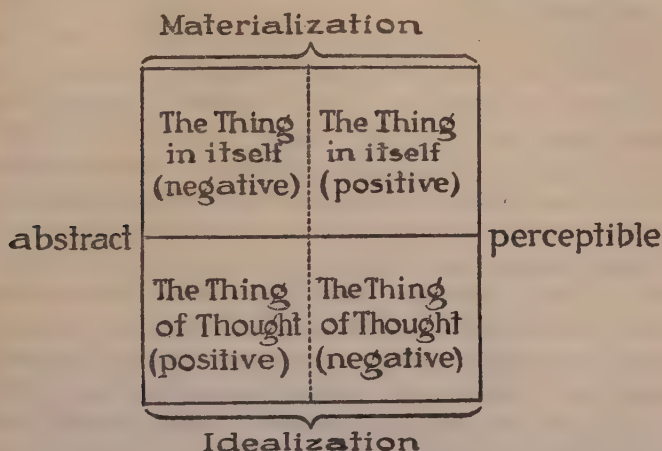 Materialization
The Thing
in itself
(negative)
The Thing
in itself
(positive)
abstract
perceptible
The Thing
of Thought
(positive)
The Thing
of Thought
(negative)
Idealization